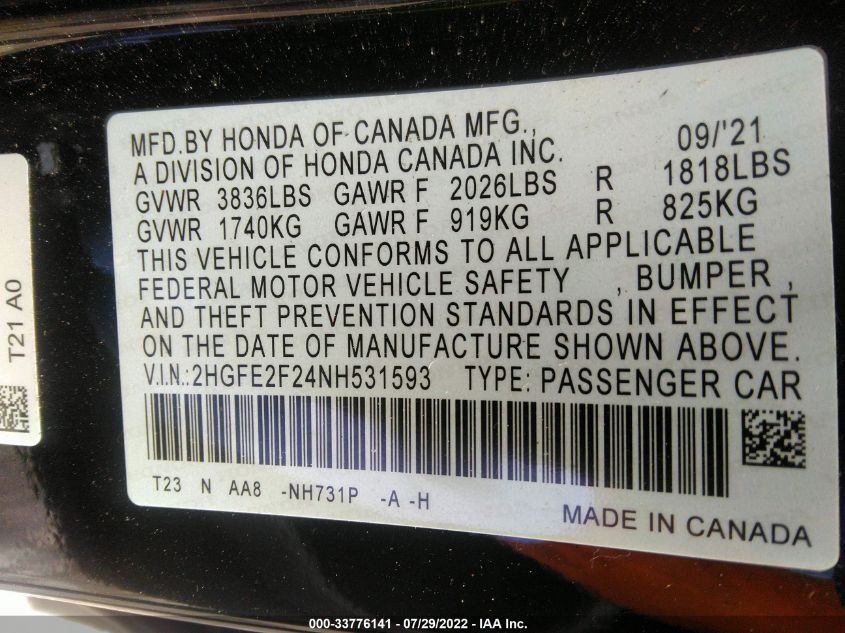 MFD.BY HONDA OF CANADA MFG., 09/'21
A DIVISION OF HONDA CANADA INC.
GVWR 3836LBS GAWR F 2026LBS R 1818LBS
GVWR 1740KG GAWR F 919KG R 825KG
THIS VEHICLE CONFORMS TO ALL APPLICABLE
FEDERAL MOTOR VEHICLE SAFETY , BUMPER ,
AND THEFT PREVENTION STANDARDS IN EFFECT
ON THE DATE OF MANUFACTURE SHOWN ABOVE.
V.I.N.:2HGFE2F24NH531593 TYPE: PASSENGER CAR
T23 N AA8 -NH731P -A -H
MADE IN CANADA
T21 A0
000-33776141 - 07/29/2022 - IAA Inc.